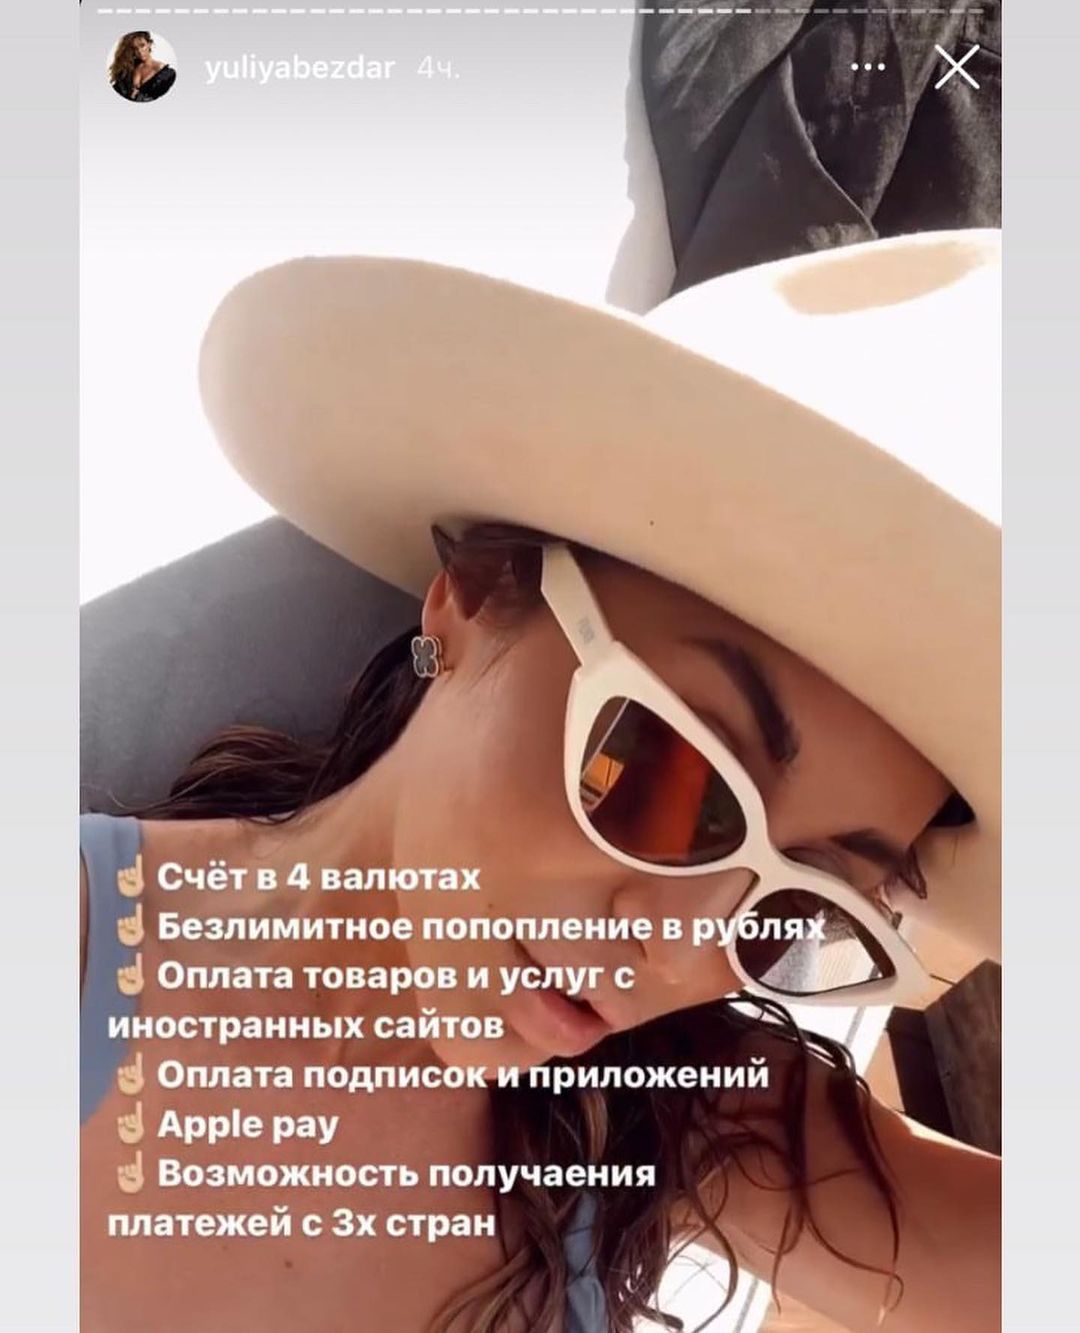 yuliyabezdar 4ч.
☝🏼 Счёт в 4 валютах
☝🏼 Безлимитное попопление в рублях
☝🏼 Оплата товаров и услуг с
иностранных сайтов
☝🏼 Оплата подписок и приложений
☝🏼 Apple pay
☝🏼 Возможность получаения
платежей с 3х стран